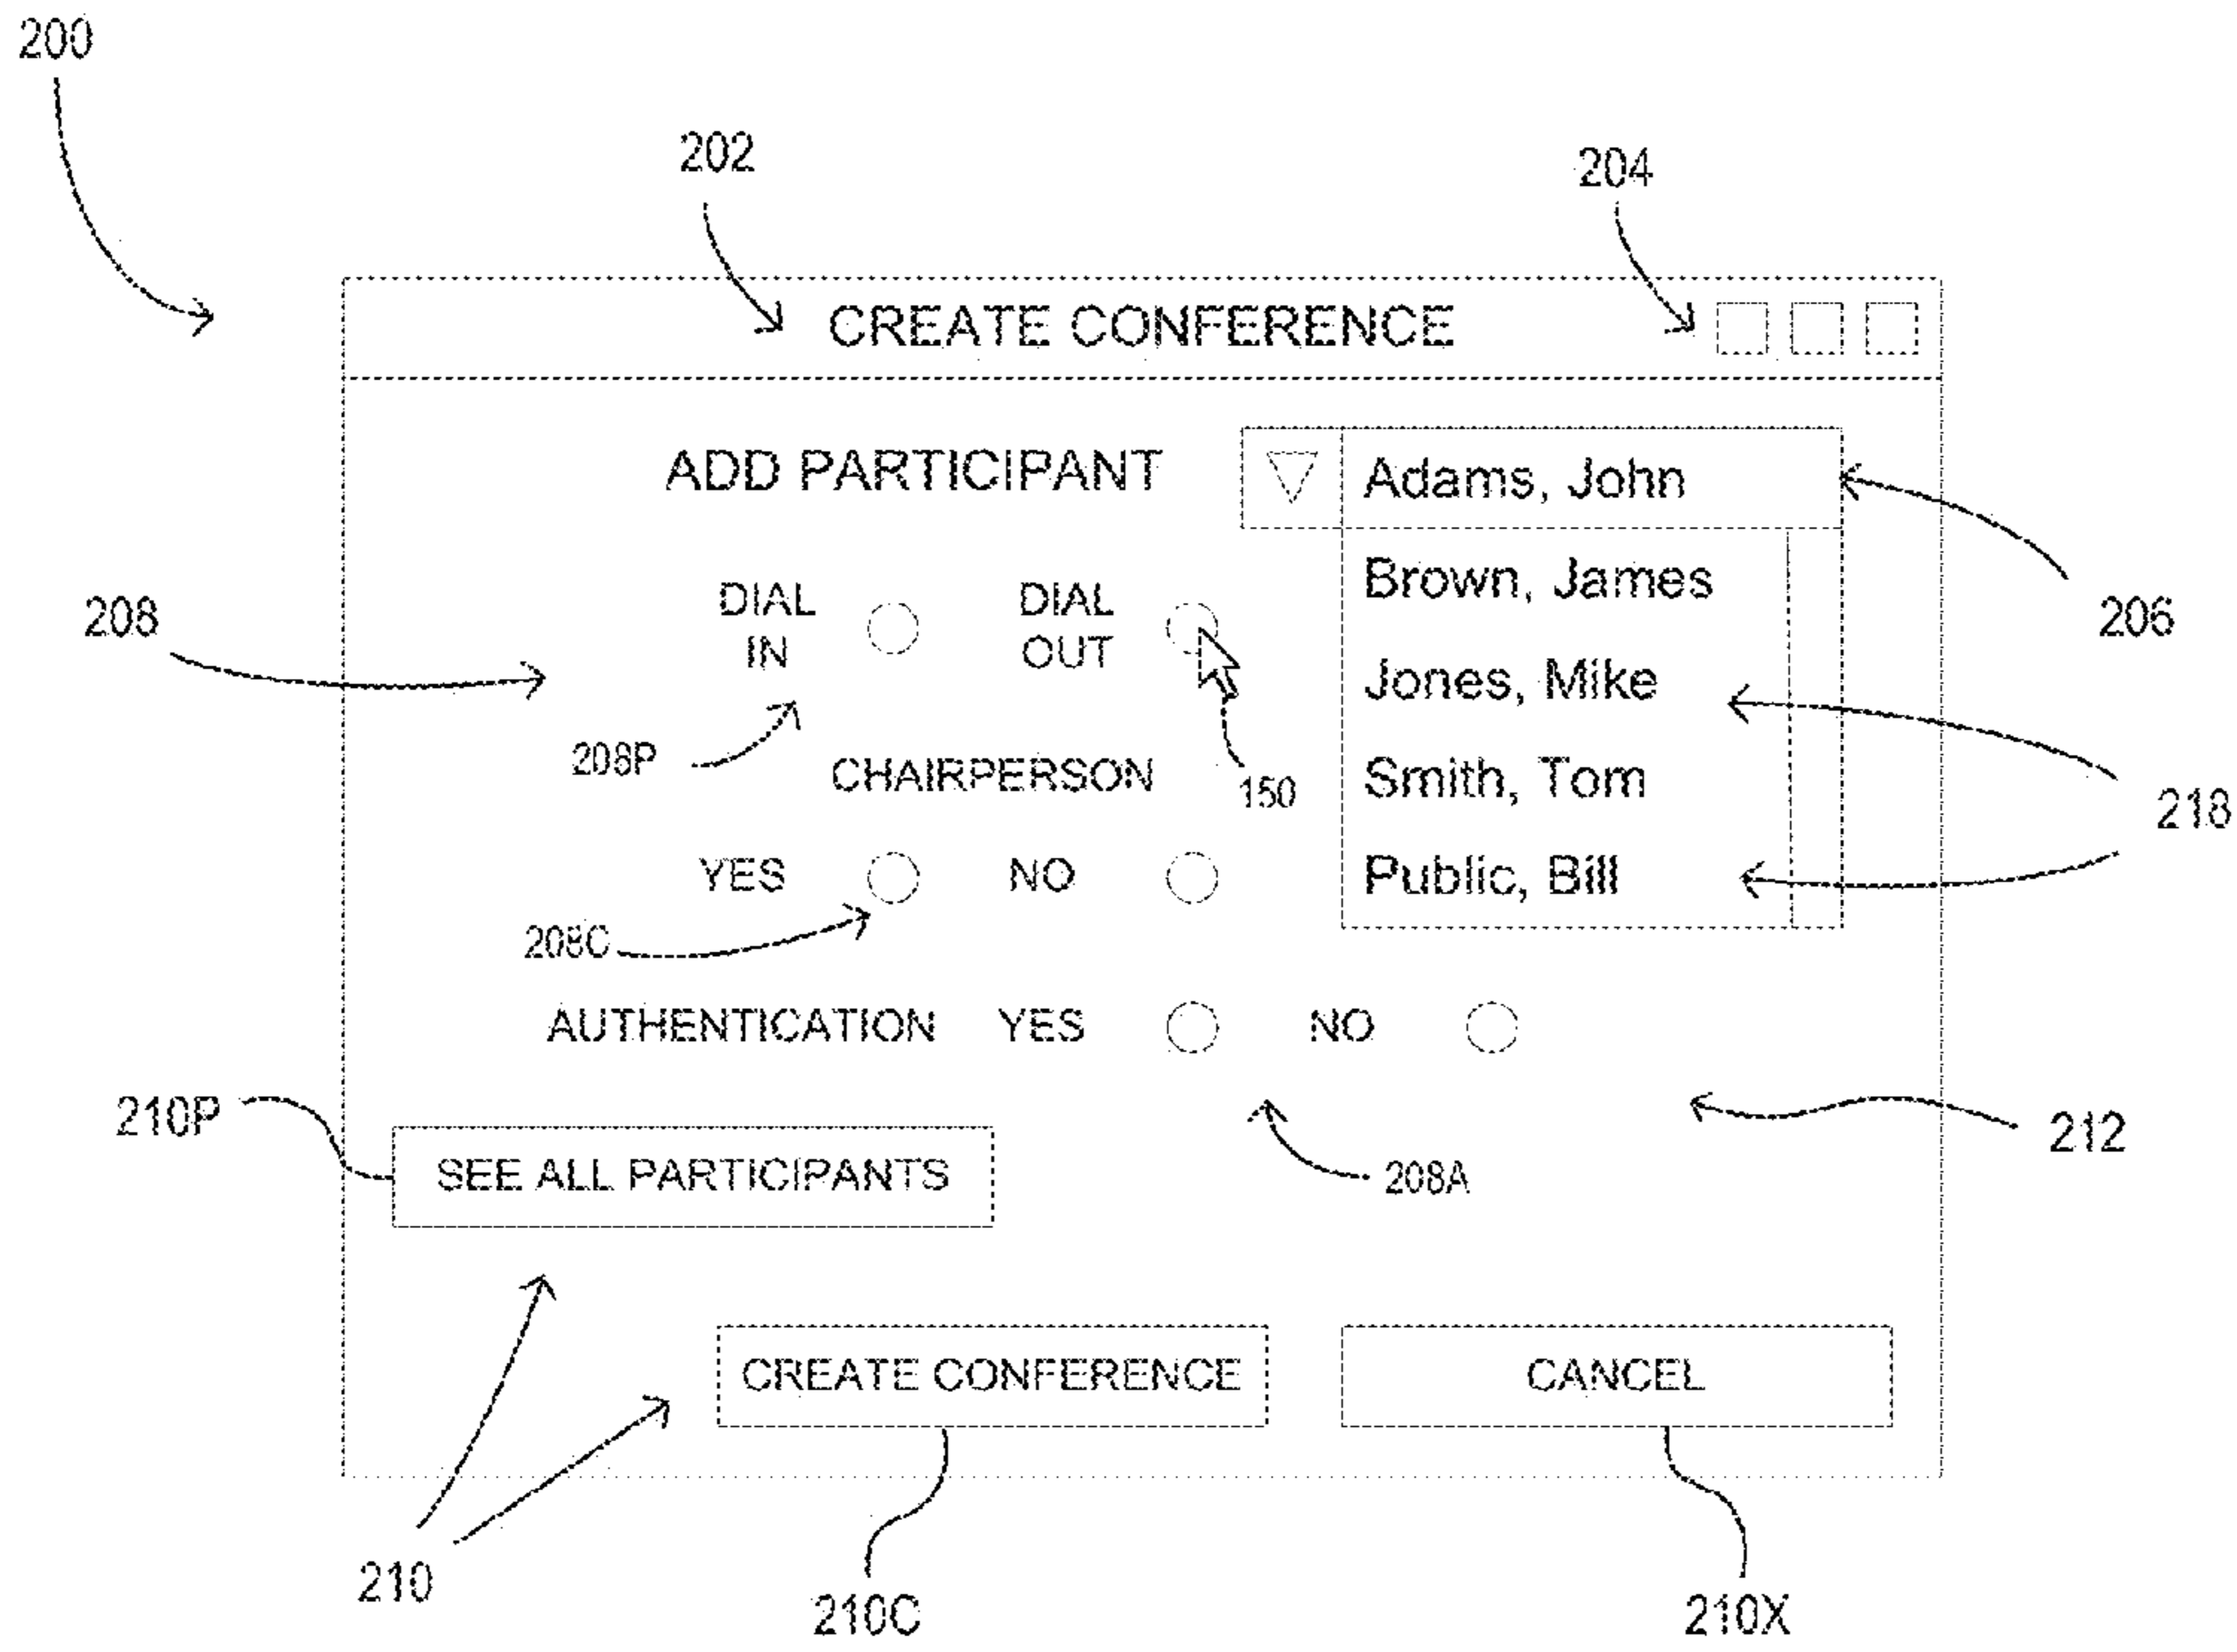 200
202
204
CREATE CONFERENCE
ADD PARTICIPANT
Adams, John
Brown, James
Jones, Mike
Smith, Tom
Public, Bill
206
208
DIAL IN
DIAL OUT
208P
150
218
CHAIRPERSON
YES
NO
208C
AUTHENTICATION YES NO
210P
212
208A
SEE ALL PARTICIPANTS
CREATE CONFERENCE
CANCEL
210
210C
210X